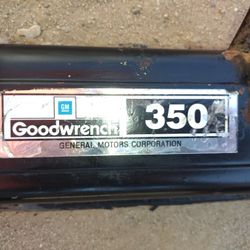 GM
Goodwrench 350
GENERAL MOTORS CORPORATION